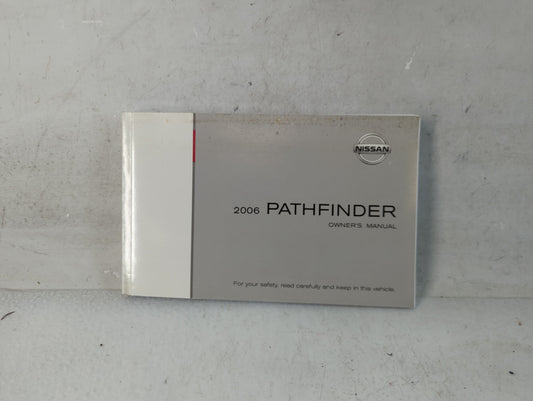 NISSAN
2006 PATHFINDER
OWNER'S MANUAL
For your safety, read carefully and keep in this vehicle.